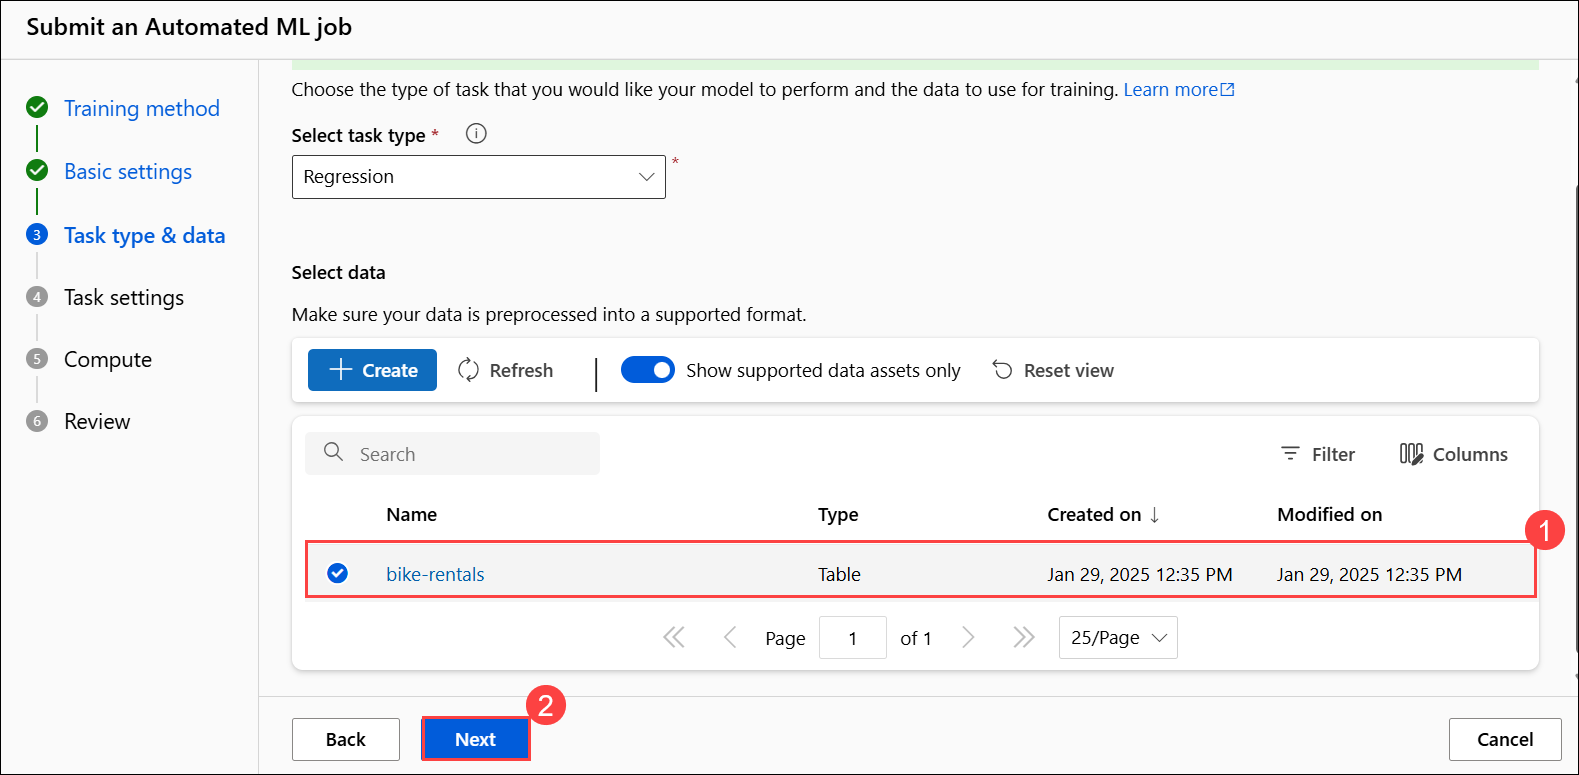 Submit an Automated ML job
Training method
Basic settings
3 Task type & data
4 Task settings
5 Compute
6 Review
Choose the type of task that you would like your model to perform and the data to use for training. Learn more
Select task type *
Regression *
Select data
Make sure your data is preprocessed into a supported format.
Create Refresh Show supported data assets only Reset view
Search Filter Columns
Name Type Created on ↓ Modified on
1
bike-rentals Table Jan 29, 2025 12:35 PM Jan 29, 2025 12:35 PM
Page 1 of 1 25/Page
2
Back Next Cancel